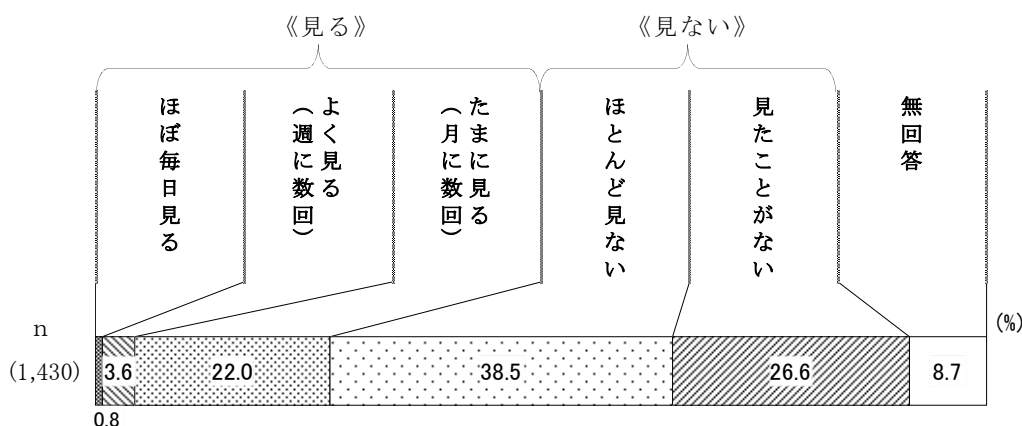 《見る》
《見ない》
ほぼ毎日見る
よく見る
(週に数回)
たまに見る
(月に数回)
ほとんど見ない
見たことがない
無回答
n
(%)
(1,430)
3.6
22.0
38.5
26.6
8.7
0.8